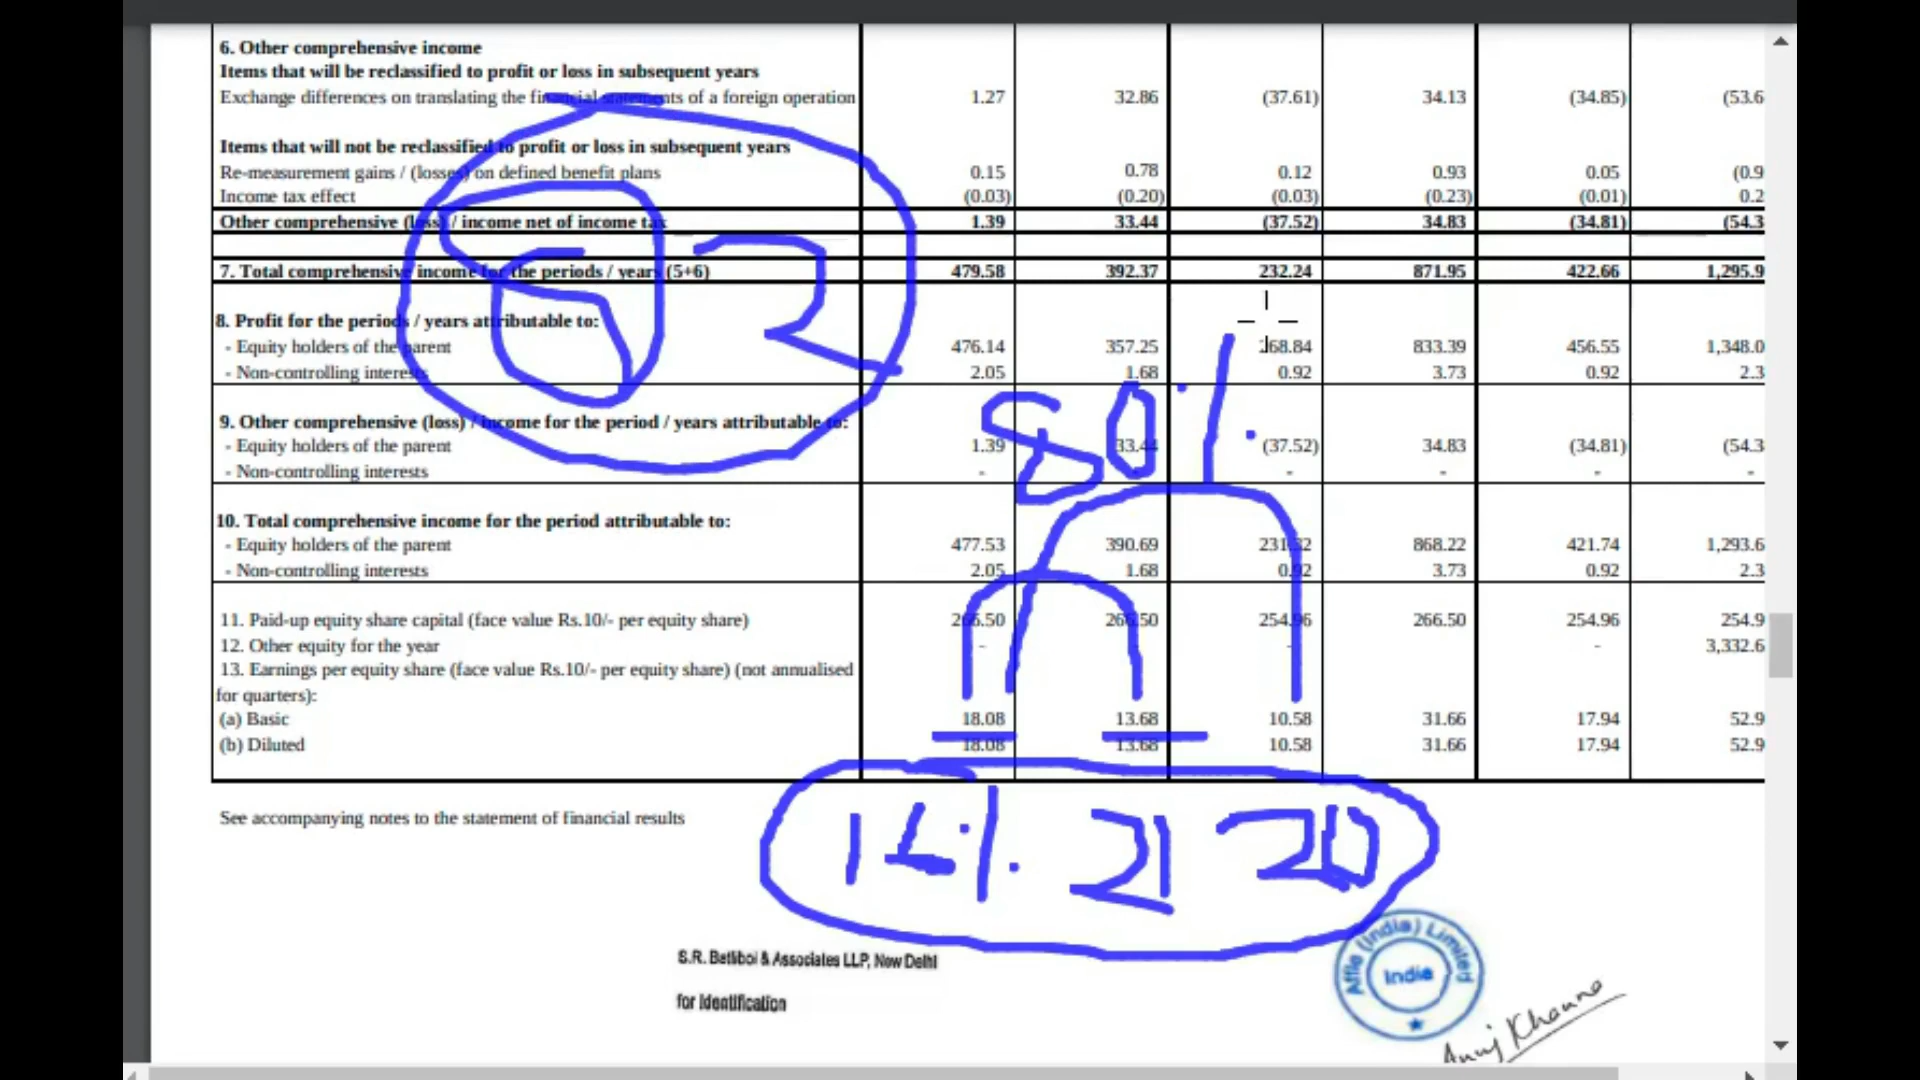 6. Other comprehensive income
Items that will be reclassified to profit or loss in subsequent years
Exchange differences on translating the financial statements of a foreign operation 1.27 32.86 (37.61) 34.13 (34.85) (53.6
Items that will not be reclassified to profit or loss in subsequent years
Re-measurement gains / (losses) on defined benefit plans 0.15 0.78 0.12 0.93 0.05 (0.9
Income tax effect (0.03) (0.20) (0.03) (0.23) (0.01) 0.2
Other comprehensive (loss) / income net of income tax 1.39 33.44 (37.52) 34.83 (34.81) (54.3
7. Total comprehensive income for the periods / years (5+6) 479.58 392.37 232.24 871.95 422.66 1,295.9
8. Profit for the periods / years attributable to:
- Equity holders of the parent 476.14 357.25 268.84 833.39 456.55 1,348.0
- Non-controlling interests 2.05 1.68 0.92 3.73 0.92 2.3
80%
9. Other comprehensive (loss) / income for the period / years attributable to:
- Equity holders of the parent 1.39 33.44 (37.52) 34.83 (34.81) (54.3
- Non-controlling interests - - - - -
10. Total comprehensive income for the period attributable to:
- Equity holders of the parent 477.53 390.69 231.32 868.22 421.74 1,293.6
- Non-controlling interests 2.05 1.68 0.92 3.73 0.92 2.3
11. Paid-up equity share capital (face value Rs.10/- per equity share) 266.50 266.50 254.96 266.50 254.96 254.9
12. Other equity for the year - - - 3,332.6
13. Earnings per equity share (face value Rs.10/- per equity share) (not annualised
for quarters):
(a) Basic 18.08 13.68 10.58 31.66 17.94 52.9
(b) Diluted 18.08 13.68 10.58 31.66 17.94 52.9
See accompanying notes to the statement of financial results
21 20
S.R. Batliboi & Associates LLP, New Delhi
for Identification
Affle (India) Limited
India
Anuj Khanna